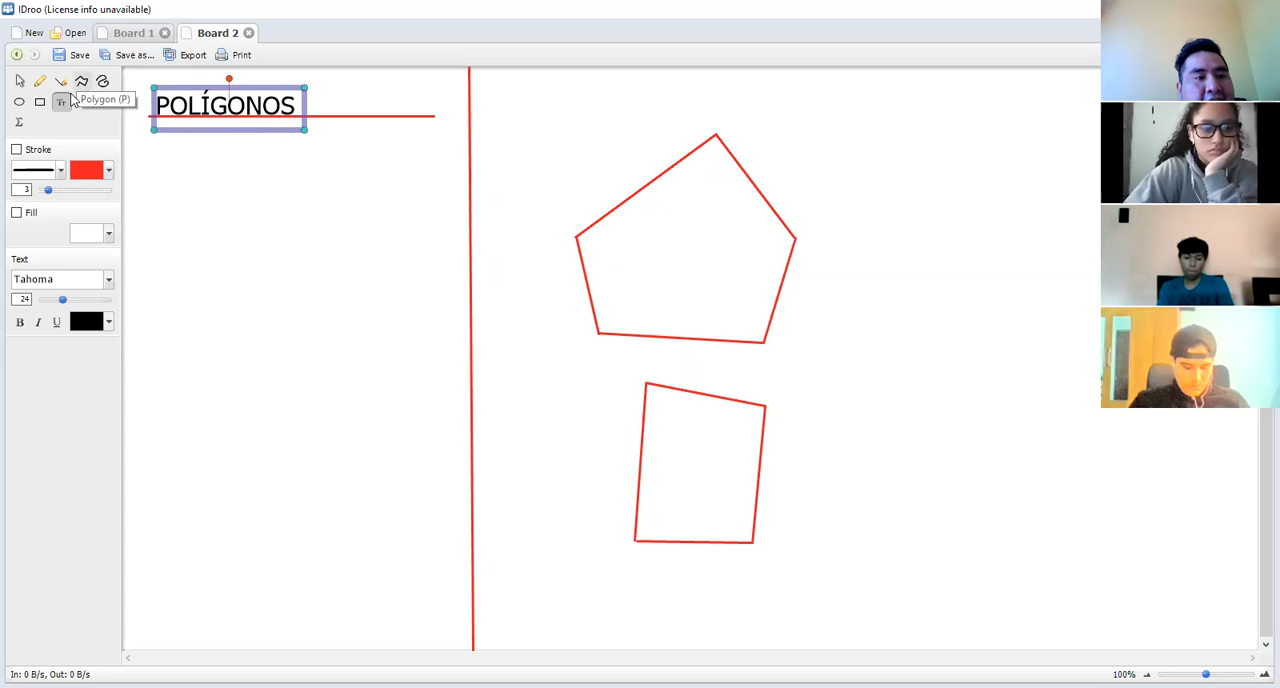 IDroo (License info unavailable)
New Open Board 1 Board 2
Save Save as... Export Print
Polygon (P)
Tr
Σ
POLÍGONOS
Stroke
3
Fill
Text
Tahoma
24
B I U
In: 0 B/s, Out: 0 B/s
100%